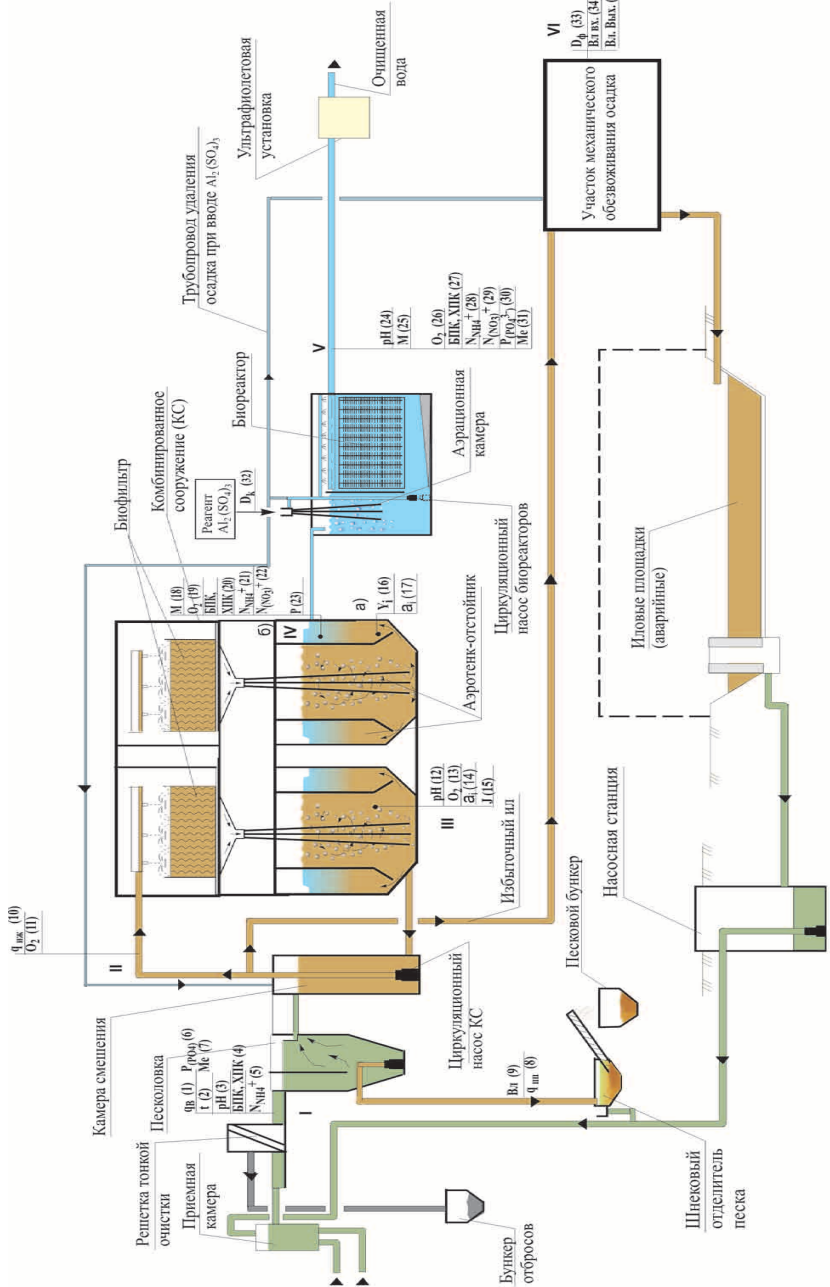 Приемная
камера
Решетка тонкой
очистки
Бункер
отбросов
Песколовка
qв (1) P(PO4) (6)
t (2) Me (7)
pH (3)
БПК, ХПК (4)
NNH4+ (5)
I
Камера смешения
Циркуляционный
насос КС
Вл (9)
q пп (8)
Песковой бункер
Шнековый
отделитель
песка
Насосная станция
q иж (10)
O2 (11)
II
Избыточный ил
III
pH (12)
O2 (13)
ai (14)
J (15)
Биофильтр
Комбинированное
сооружение (КС)
б)
IV
а)
Yi (16)
ai (17)
Аэротенк-отстойник
M (18)
O2 (19)
БПК,
ХПК (20)
NNH4+ (21)
N(NO3)+ (22)
P (23)
Реагент
Al2(SO4)3
Dk (32)
Циркуляционный
насос биореакторов
Аэрационная
камера
Биореактор
Трубопровод удаления
осадка при вводе Al2(SO4)3
V
pH (24)
M (25)
O2 (26)
БПК, ХПК (27)
NNH4+ (28)
N(NO3)+ (29)
P(PO43-) (30)
Me (31)
Ультрафиолетовая
установка
Очищенная
вода
Иловые площадки
(аварийные)
Участок механического
обезвоживания осадка
VI
Dф (33)
Вл вх. (34
Вл. Вых. (